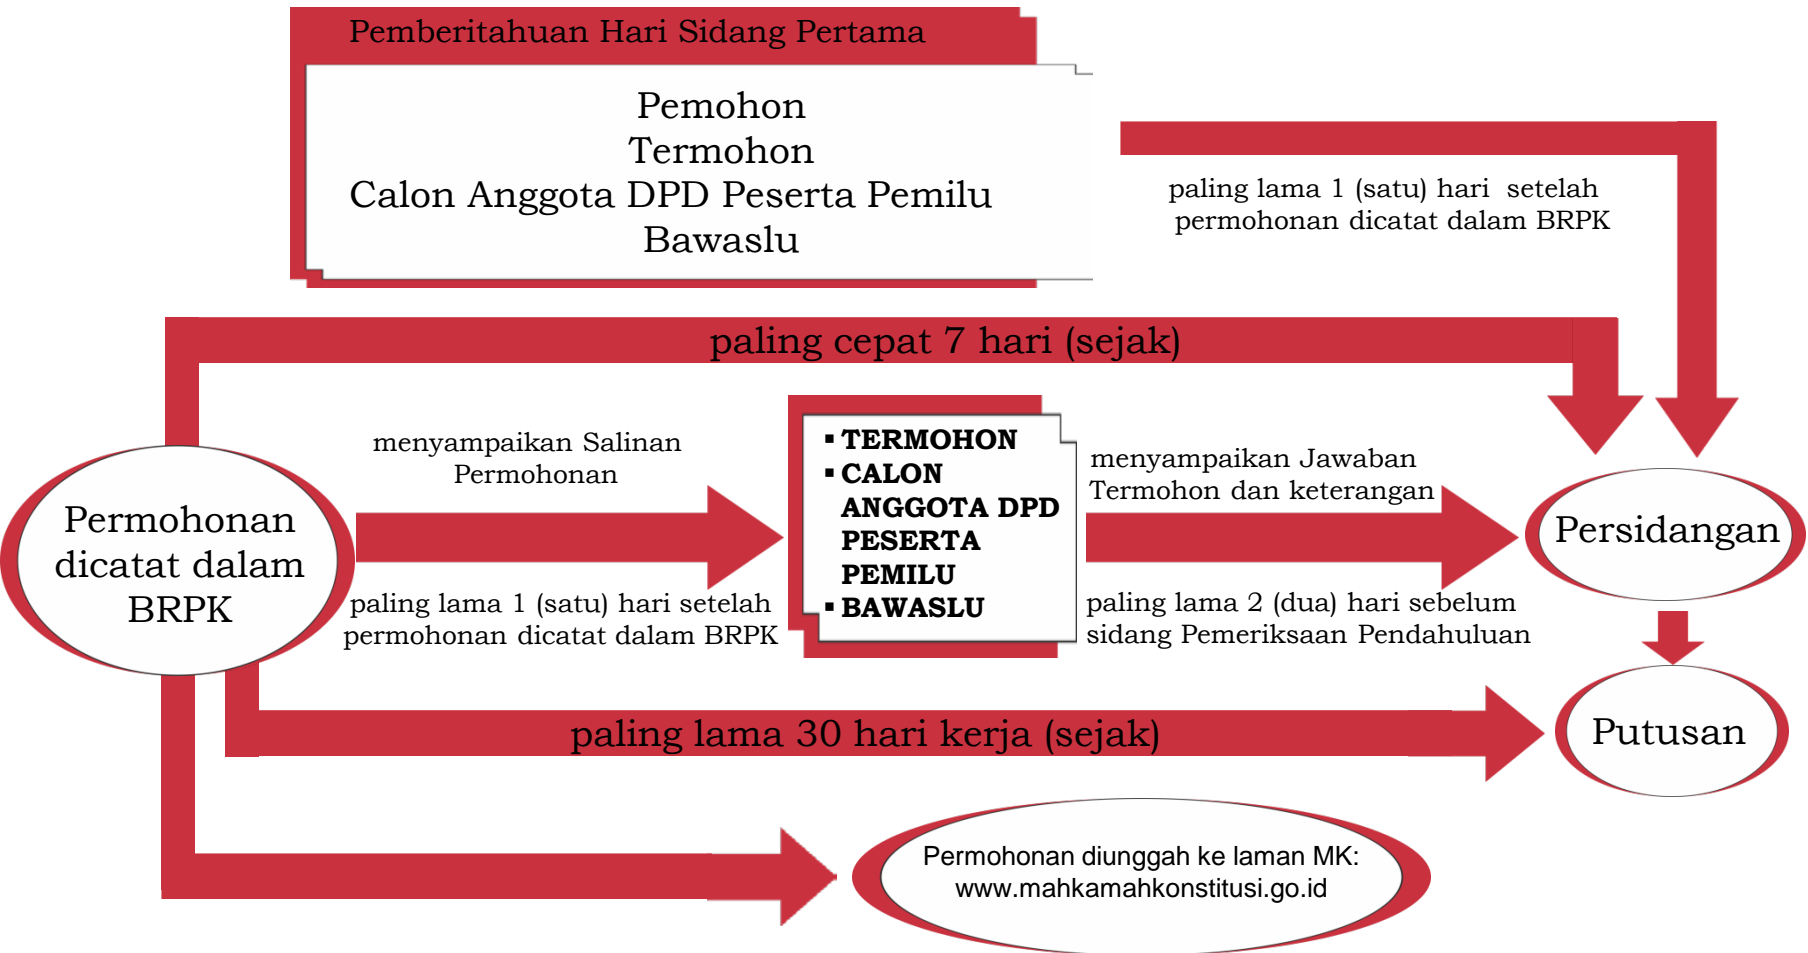 Pemberitahuan Hari Sidang Pertama
Pemohon
Termohon
Calon Anggota DPD Peserta Pemilu
Bawaslu
paling lama 1 (satu) hari setelah
permohonan dicatat dalam BRPK
paling cepat 7 hari (sejak)
Permohonan
dicatat dalam
BRPK
menyampaikan Salinan
Permohonan
paling lama 1 (satu) hari setelah
permohonan dicatat dalam BRPK
▪ TERMOHON
▪ CALON
ANGGOTA DPD
PESERTA
PEMILU
▪ BAWASLU
menyampaikan Jawaban
Termohon dan keterangan
paling lama 2 (dua) hari sebelum
sidang Pemeriksaan Pendahuluan
Persidangan
paling lama 30 hari kerja (sejak)
Putusan
Permohonan diunggah ke laman MK:
www.mahkamahkonstitusi.go.id